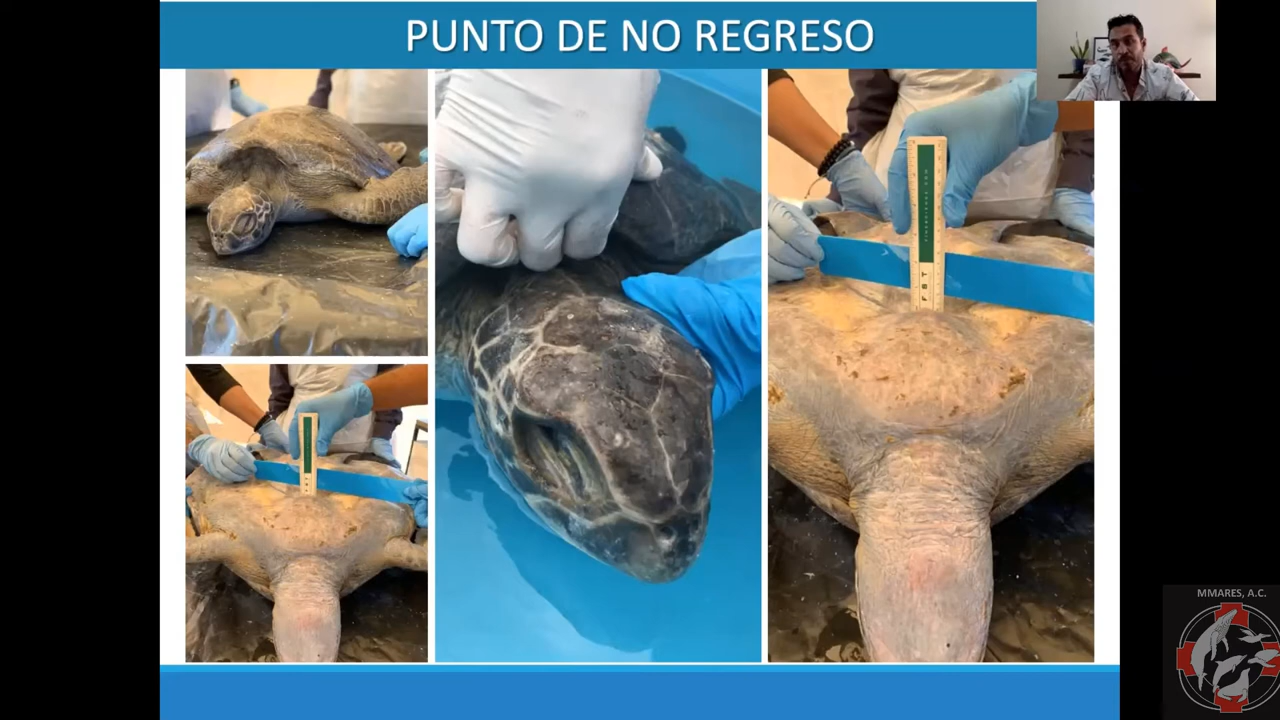 PUNTO DE NO REGRESO
F S T
F S T
MMARES, A.C.